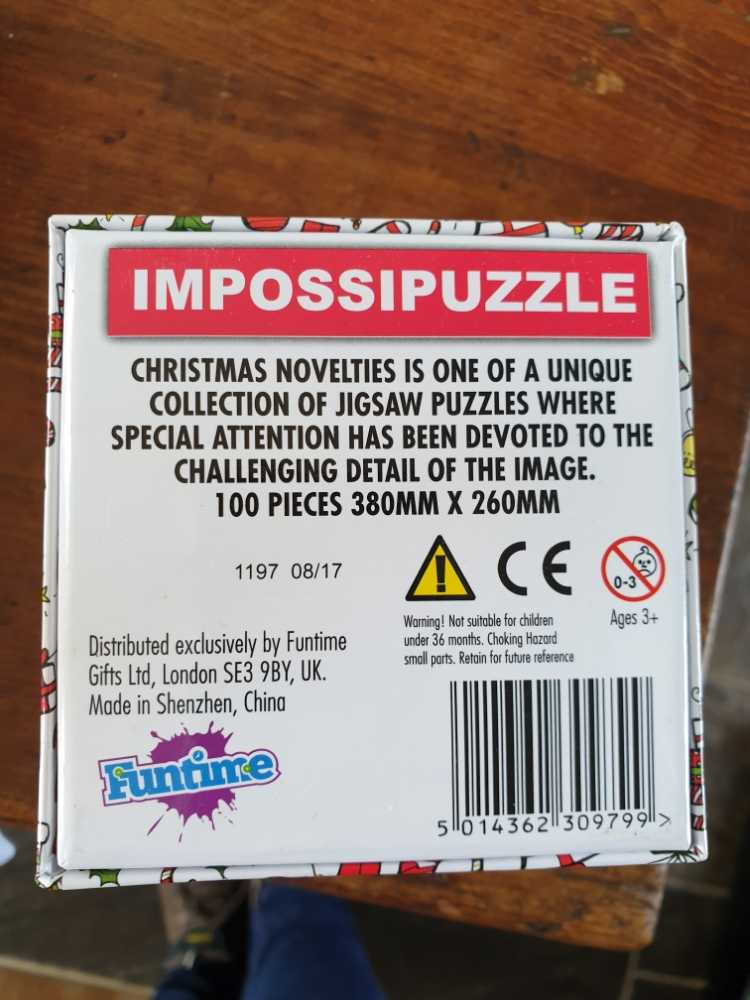 IMPOSSIPUZZLE
CHRISTMAS NOVELTIES IS ONE OF A UNIQUE
COLLECTION OF JIGSAW PUZZLES WHERE
SPECIAL ATTENTION HAS BEEN DEVOTED TO THE
CHALLENGING DETAIL OF THE IMAGE.
100 PIECES 380MM X 260MM
1197 08/17
CE
0-3
Warning! Not suitable for children
under 36 months. Choking Hazard
small parts. Retain for future reference
Ages 3+
Distributed exclusively by Funtime
Gifts Ltd, London SE3 9BY, UK.
Made in Shenzhen, China
Funtime
5 014362 309799 >